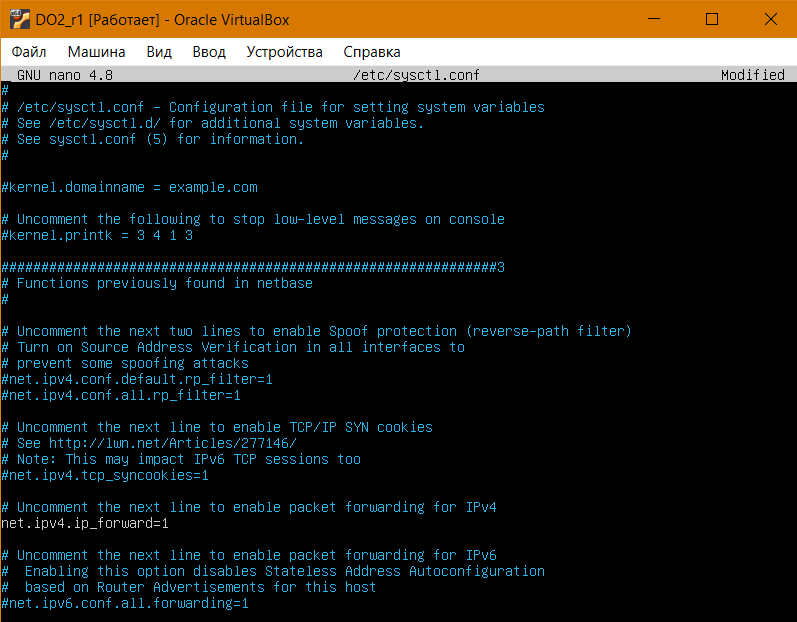 DO2_r1 [Работает] - Oracle VirtualBox
Файл Машина Вид Ввод Устройства Справка
GNU nano 4.8 /etc/sysctl.conf Modified
#
# /etc/sysctl.conf - Configuration file for setting system variables
# See /etc/sysctl.d/ for additional system variables.
# See sysctl.conf (5) for information.
#
#kernel.domainname = example.com
# Uncomment the following to stop low-level messages on console
#kernel.printk = 3 4 1 3
##############################################################3
# Functions previously found in netbase
#
# Uncomment the next two lines to enable Spoof protection (reverse-path filter)
# Turn on Source Address Verification in all interfaces to
# prevent some spoofing attacks
#net.ipv4.conf.default.rp_filter=1
#net.ipv4.conf.all.rp_filter=1
# Uncomment the next line to enable TCP/IP SYN cookies
# See http://lwn.net/Articles/277146/
# Note: This may impact IPv6 TCP sessions too
#net.ipv4.tcp_syncookies=1
# Uncomment the next line to enable packet forwarding for IPv4
net.ipv4.ip_forward=1
# Uncomment the next line to enable packet forwarding for IPv6
#  Enabling this option disables Stateless Address Autoconfiguration
#  based on Router Advertisements for this host
#net.ipv6.conf.all.forwarding=1